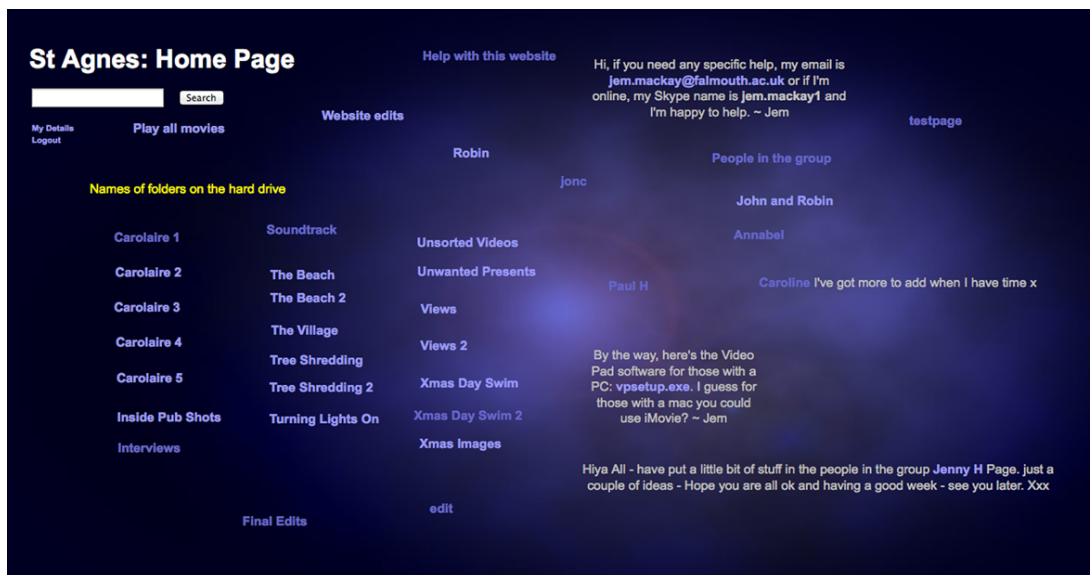 St Agnes: Home Page
Search
My Details
Logout
Play all movies
Website edits
Help with this website
Hi, if you need any specific help, my email is
jem.mackay@falmouth.ac.uk or if I'm
online, my Skype name is jem.mackay1 and
I'm happy to help. ~ Jem
testpage
Robin
jonc
People in the group
John and Robin
Annabel
Paul H
Caroline I've got more to add when I have time x
Names of folders on the hard drive
Carolaire 1
Carolaire 2
Carolaire 3
Carolaire 4
Carolaire 5
Inside Pub Shots
Interviews
Soundtrack
The Beach
The Beach 2
The Village
Tree Shredding
Tree Shredding 2
Turning Lights On
Unsorted Videos
Unwanted Presents
Views
Views 2
Xmas Day Swim
Xmas Day Swim 2
Xmas Images
By the way, here's the Video
Pad software for those with a
PC: vpsetup.exe. I guess for
those with a mac you could
use iMovie? ~ Jem
Hiya All - have put a little bit of stuff in the people in the group Jenny H Page. just a
couple of ideas - Hope you are all ok and having a good week - see you later. Xxx
edit
Final Edits